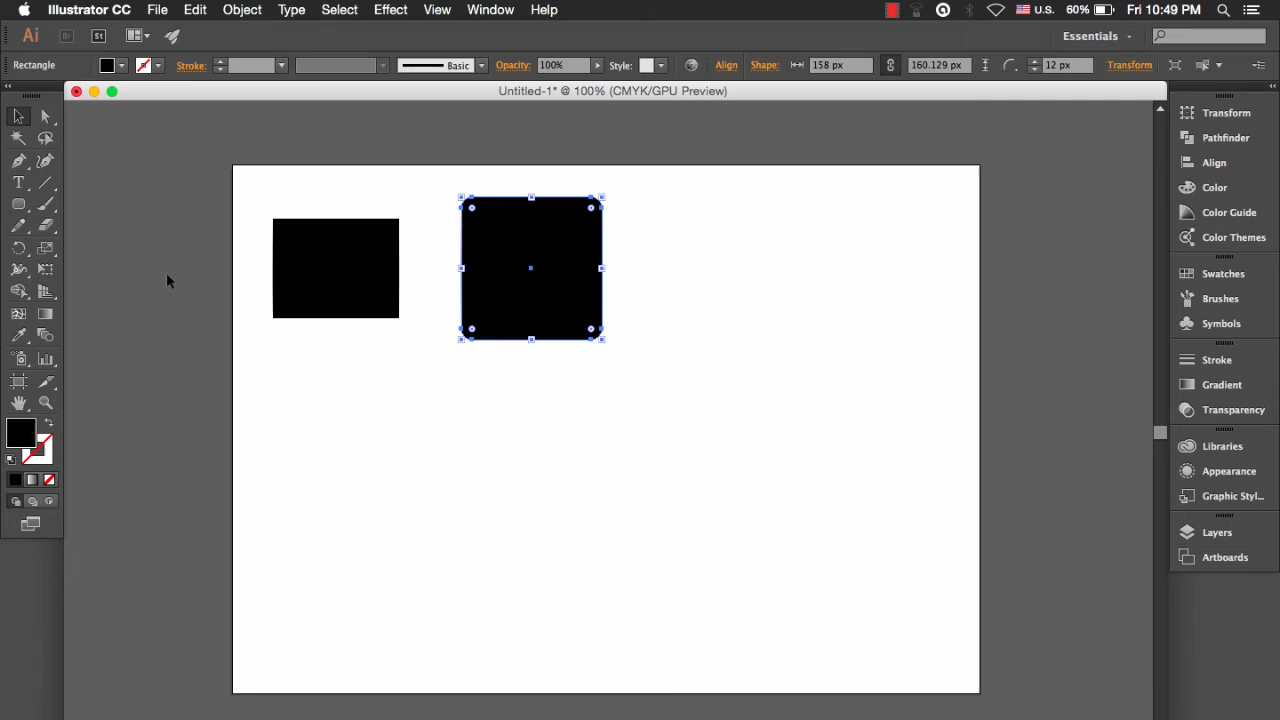 Illustrator CC File Edit Object Type Select Effect View Window Help U.S. 60% Fri 10:49 PM
Ai Br St Essentials
Rectangle Stroke: Basic Opacity: 100% Style: Align Shape: 158 px 160.129 px 12 px Transform
Untitled-1* @ 100% (CMYK/GPU Preview)
Transform
Pathfinder
Align
Color
Color Guide
Color Themes
Swatches
Brushes
Symbols
Stroke
Gradient
Transparency
Libraries
Appearance
Graphic Styl...
Layers
Artboards